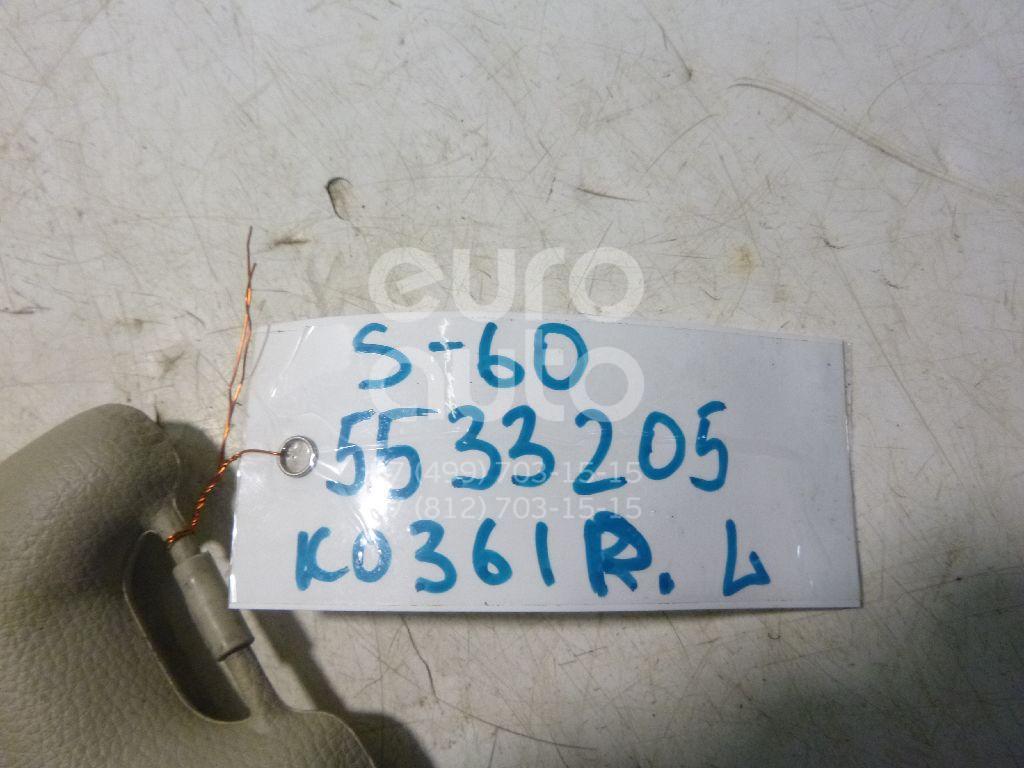 euro
auto
S-60
5533205
+7 (499) 703-15-15
+7 (812) 703-15-15
K0361R. L